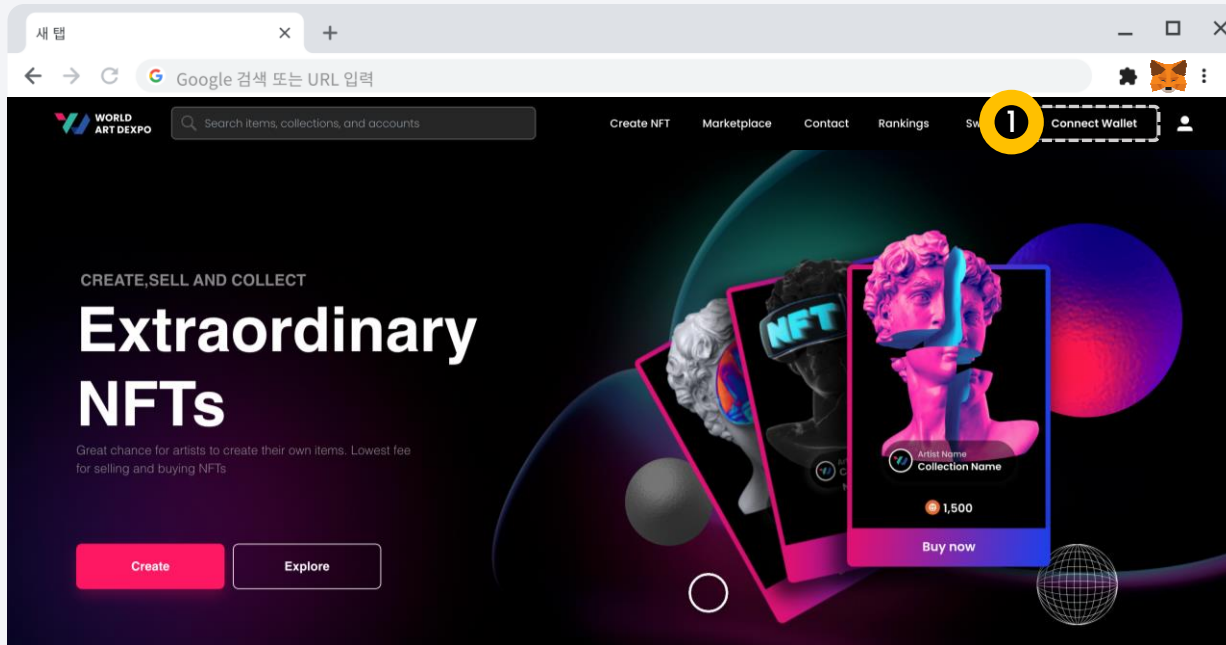 새 탭
Google 검색 또는 URL 입력
WORLD
ART DEXPO
Search items, collections, and accounts
Create NFT
Marketplace
Contact
Rankings
1
Connect Wallet
CREATE,SELL AND COLLECT
Extraordinary
NFTs
Great chance for artists to create their own items. Lowest fee
for selling and buying NFTs
Create
Explore
NFT
Artist Name
Collection Name
1,500
Buy now